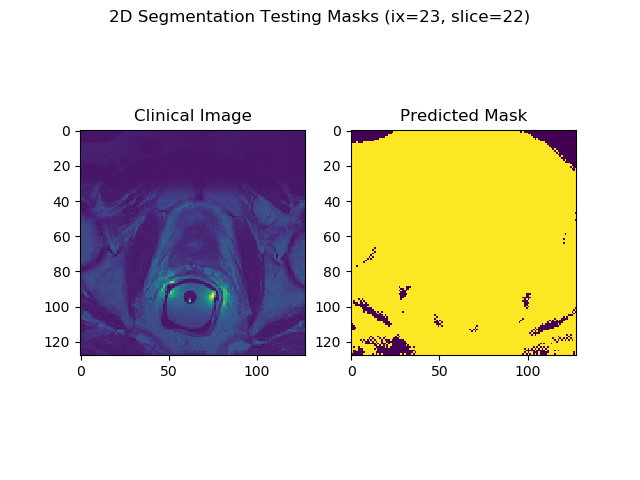 2D Segmentation Testing Masks (ix=23, slice=22)
Clinical Image Predicted Mask
0 0
20 20
40 40
60 60
80 80
100 100
120 120
0 50 100 0 50 100